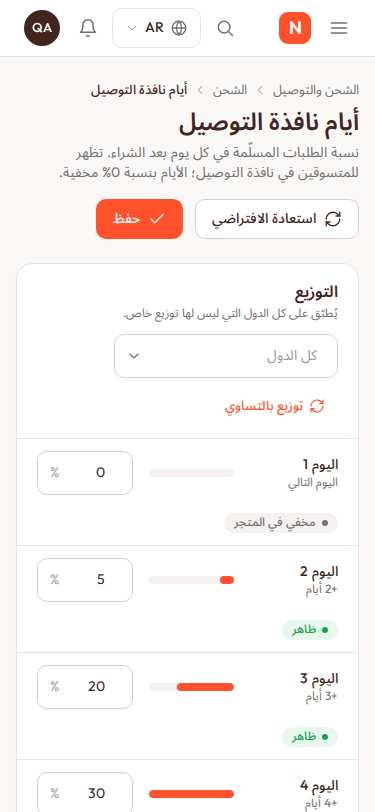 N
AR
QA
الشحن والتوصيل
الشحن
أيام نافذة التوصيل
أيام نافذة التوصيل
نسبة الطلبات المسلّمة في كل يوم بعد الشراء. تظهر
للمتسوقين في نافذة التوصيل؛ الأيام بنسبة 0% مخفية.
استعادة الافتراضي
حفظ
التوزيع
يُطبّق على كل الدول التي ليس لها توزيع خاص.
كل الدول
توزيع بالتساوي
اليوم 1
اليوم التالي
0 %
مخفي في المتجر
اليوم 2
+2 أيام
5 %
ظاهر
اليوم 3
+3 أيام
20 %
ظاهر
اليوم 4
+4 أيام
30 %